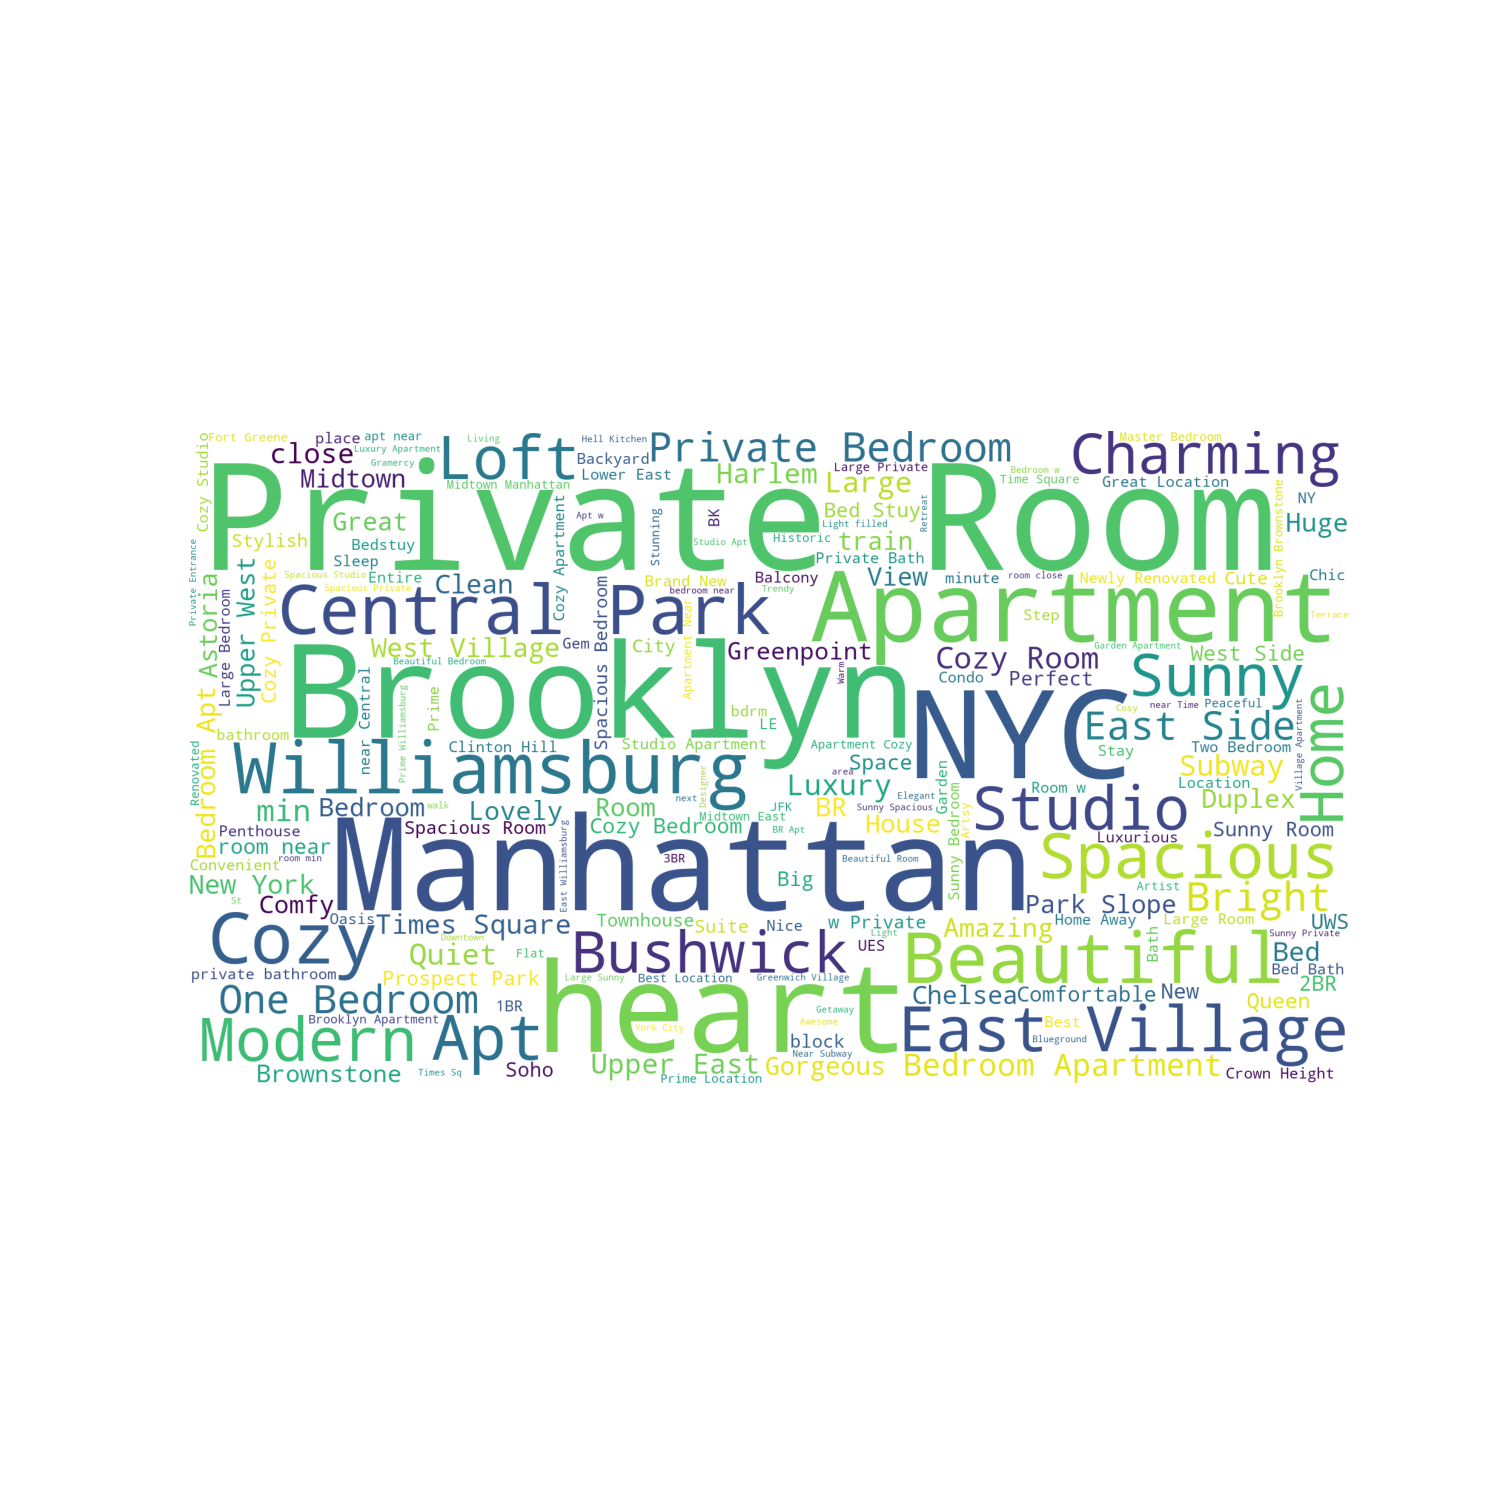 Private Room
Brooklyn
Manhattan
NYC
Apartment
heart
Central Park
Williamsburg
Cozy
Beautiful
East Village
Spacious
Studio
Sunny
Home
Charming
Loft
Private Bedroom
Bushwick
Modern
Apt
One Bedroom
East Side
Bright
Bedroom Apartment
Gorgeous
Upper East
Brownstone
Soho
Times Sq
Prime Location
Crown Height
Fort Greene
place
apt near
close
Luxury Apartment
Living
Gramercy
Midtown
Midtown Manhattan
Hell Kitchen
Backyard
Lower East
Harlem
Large Private
Large
Bed Stuy
Light filled
Retreat
Bedroom w
Time Square
Master Bedroom
Great Location
NY
Huge
Brooklyn Brownstone
Cozy Studio
Stylish
Great
Bedstuy
Sleep
Entire
Spacious Studio
Spacious Private
Clean
Cozy Apartment
Apt w
Stunning
BK
Studio Apt
Historic
train
Private Bath
Brand New
bedroom near
Balcony
Trendy
View
minute
room close
Newly Renovated
Cute
Chic
Step
Terrace
Private Entrance
Astoria
Large Bedroom
Upper West
Cozy Private
West Village
Beautiful Bedroom
Gem
Spacious Bedroom
City
Apartment Near
Greenpoint
Warm
Cozy Room
Perfect
Condo
Garden Apartment
West Side
Cosy
near Time
Peaceful
Village Apartment
Bedroom Apt
bathroom
Renovated
near Central
Prime Williamsburg
Prime
Clinton Hill
bdrm
LE
Studio Apartment
Apartment Cozy
Space
area
Stay
Two Bedroom
Subway
Location
Duplex
min
Bedroom
walk
Lovely
Room
next
Designer
Luxury
JFK
Midtown East
BR
Elegant
Sunny Spacious
Garden
Room w
Penthouse
room near
room min
Convenient
Spacious Room
Cozy Bedroom
BR Apt
House
Sunny Bedroom
Artsy
Luxurious
Sunny Room
New York
St
Comfy
East Williamsburg
3BR
Big
Beautiful Room
Artist
Park Slope
Oasis
Times Square
Townhouse
Suite
Nice
w Private
Light
UES
Amazing
Home Away
Large Room
UWS
Sunny Private
Bath
Bed
Bed Bath
private bathroom
Downtown
Quiet
Flat
Prospect Park
Large Sunny
Best Location
Greenwich Village
Chelsea
Comfortable
New
Queen
2BR
Brooklyn Apartment
1BR
York City
Getaway
Awesome
block
Near Subway
Best
Blueground